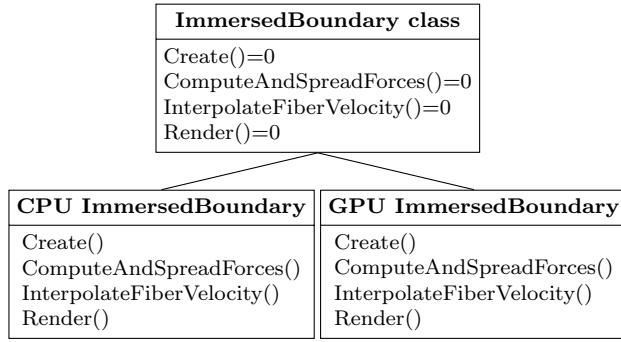 ImmersedBoundary class
Create()=0
ComputeAndSpreadForces()=0
InterpolateFiberVelocity()=0
Render()=0
CPU ImmersedBoundary
Create()
ComputeAndSpreadForces()
InterpolateFiberVelocity()
Render()
GPU ImmersedBoundary
Create()
ComputeAndSpreadForces()
InterpolateFiberVelocity()
Render()